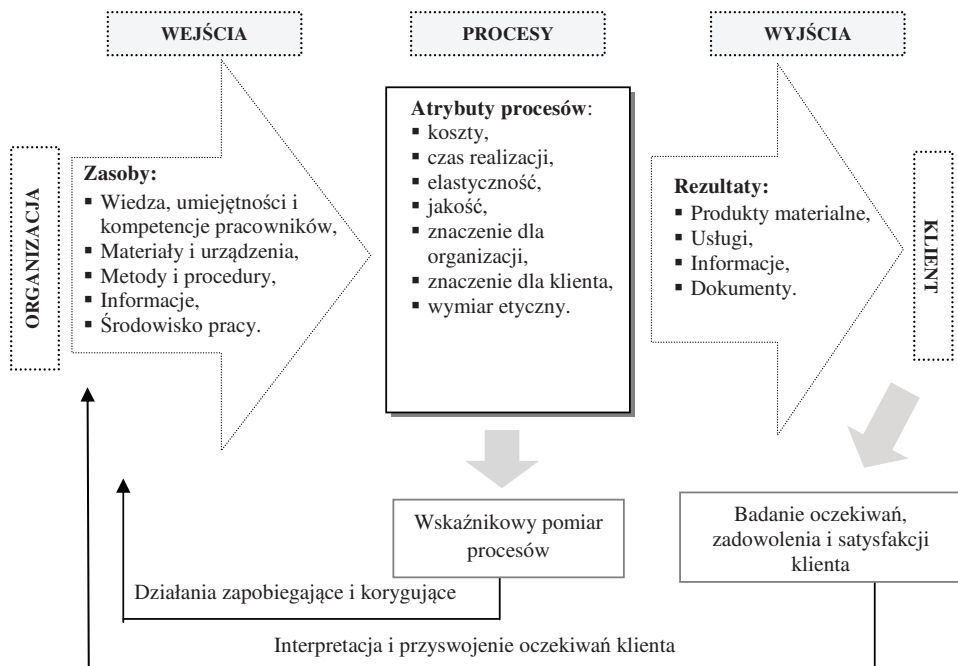 WEJŚCIA
PROCESY
WYJŚCIA
ORGANIZACJA
Zasoby:
▪ Wiedza, umiejętności i
kompetencje pracowników,
▪ Materiały i urządzenia,
▪ Metody i procedury,
▪ Informacje,
▪ Środowisko pracy.
Atrybuty procesów:
▪ koszty,
▪ czas realizacji,
▪ elastyczność,
▪ jakość,
▪ znaczenie dla
organizacji,
▪ znaczenie dla klienta,
▪ wymiar etyczny.
Rezultaty:
▪ Produkty materialne,
▪ Usługi,
▪ Informacje,
▪ Dokumenty.
KLIENT
Wskaźnikowy pomiar
procesów
Badanie oczekiwań,
zadowolenia i satysfakcji
klienta
Działania zapobiegające i korygujące
Interpretacja i przyswojenie oczekiwań klienta